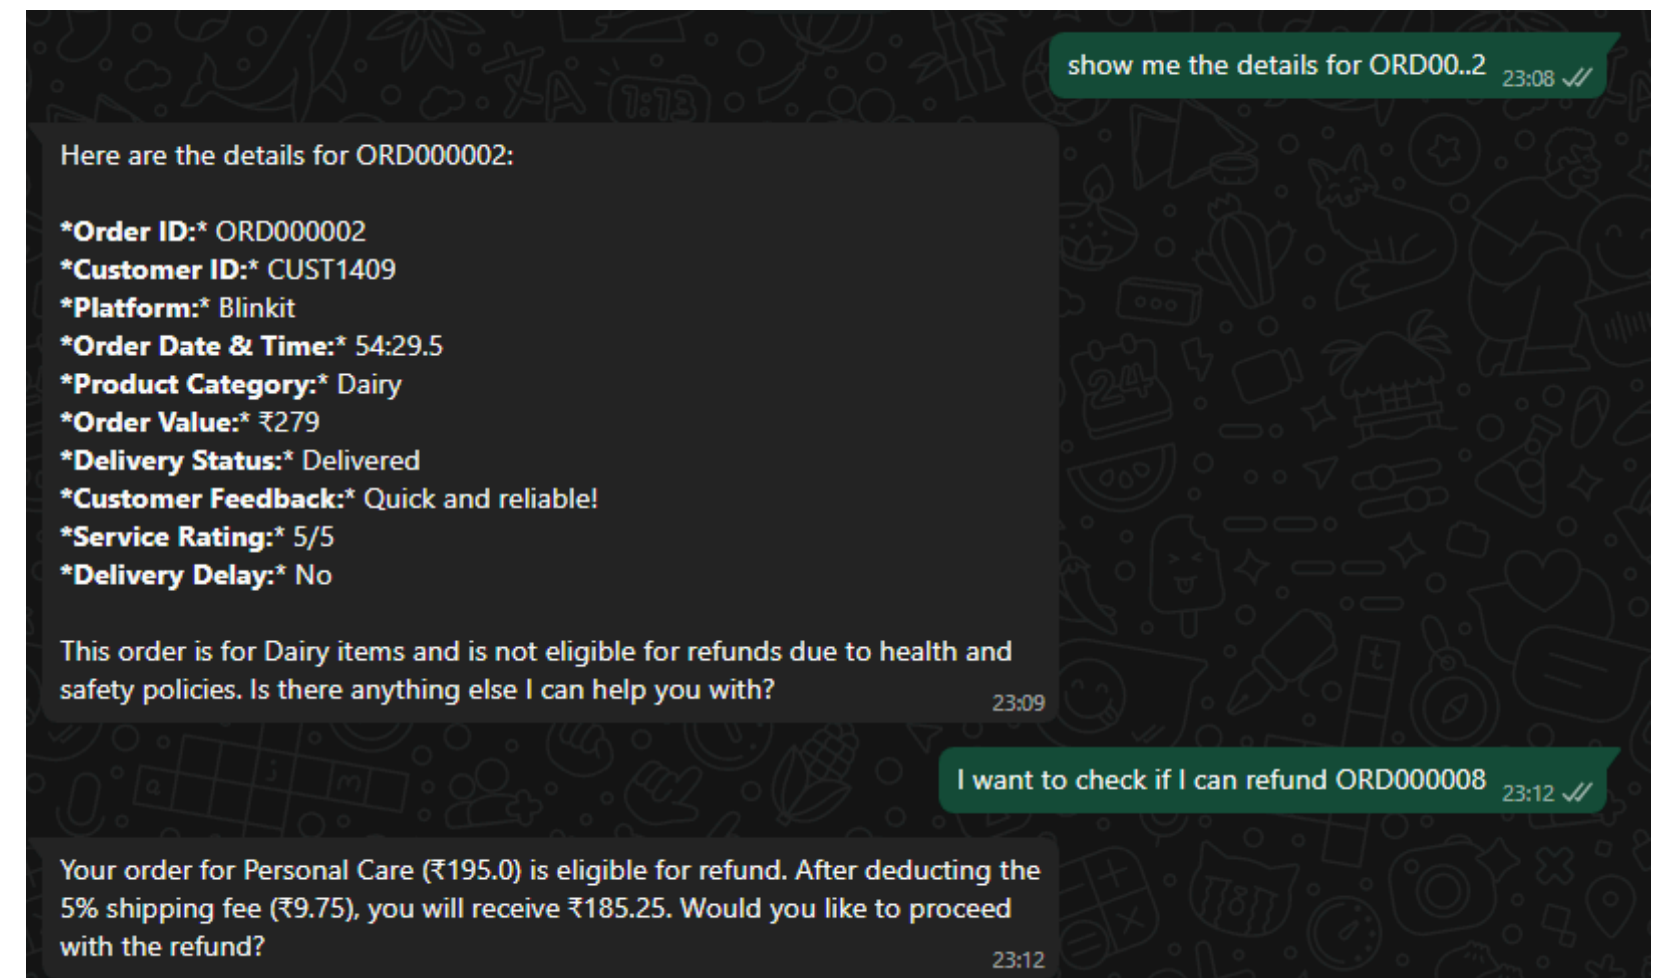 show me the details for ORD00..2
23:08
Here are the details for ORD000002:
*Order ID:* ORD000002
*Customer ID:* CUST1409
*Platform:* Blinkit
*Order Date & Time:* 54:29.5
*Product Category:* Dairy
*Order Value:* ₹279
*Delivery Status:* Delivered
*Customer Feedback:* Quick and reliable!
*Service Rating:* 5/5
*Delivery Delay:* No
This order is for Dairy items and is not eligible for refunds due to health and
safety policies. Is there anything else I can help you with?
23:09
I want to check if I can refund ORD000008
23:12
Your order for Personal Care (₹195.0) is eligible for refund. After deducting the
5% shipping fee (₹9.75), you will receive ₹185.25. Would you like to proceed
with the refund?
23:12